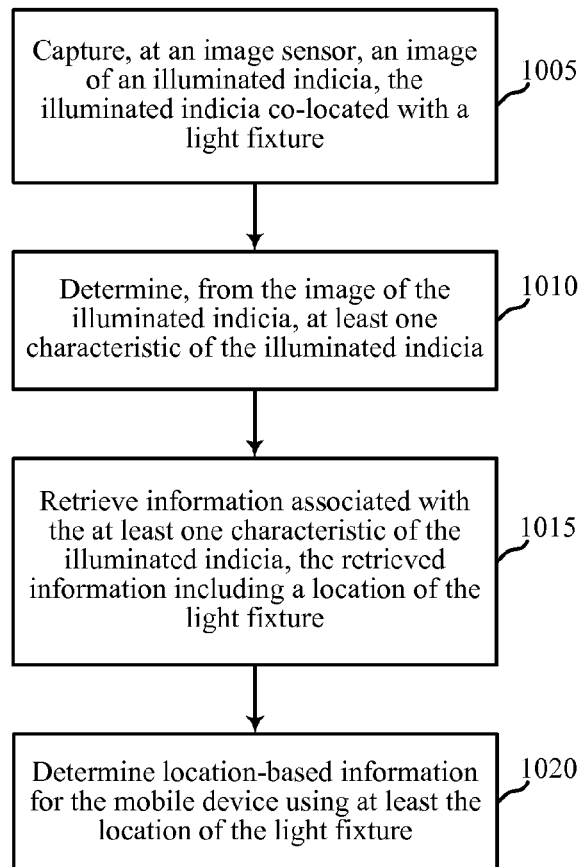 Capture, at an image sensor, an image
of an illuminated indicia, the
illuminated indicia co-located with a
light fixture
1005
Determine, from the image of the
illuminated indicia, at least one
characteristic of the illuminated indicia
1010
Retrieve information associated with
the at least one characteristic of the
illuminated indicia, the retrieved
information including a location of the
light fixture
1015
Determine location-based information
for the mobile device using at least the
location of the light fixture
1020